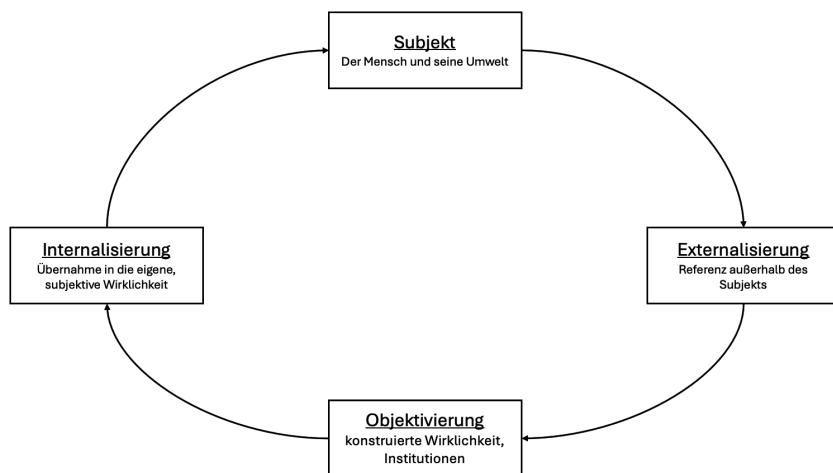 Subjekt
Der Mensch und seine Umwelt
Internalisierung
Übernahme in die eigene,
subjektive Wirklichkeit
Externalisierung
Referenz außerhalb des
Subjekts
Objektivierung
konstruierte Wirklichkeit,
Institutionen